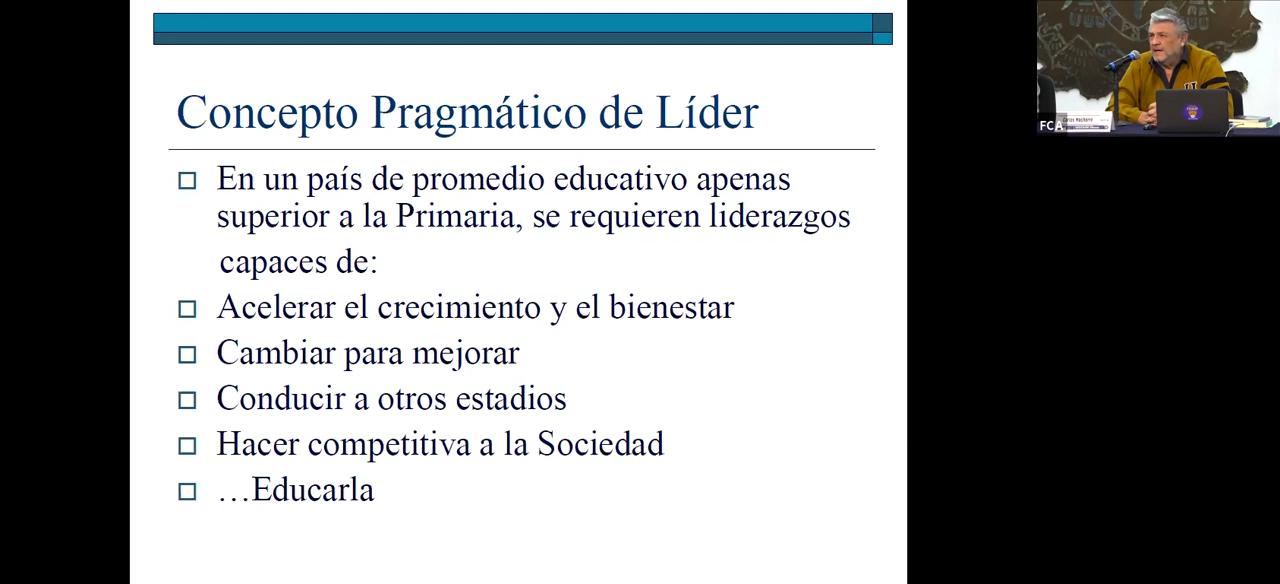 Concepto Pragmático de Líder
En un país de promedio educativo apenas
superior a la Primaria, se requieren liderazgos
capaces de:
Acelerar el crecimiento y el bienestar
Cambiar para mejorar
Conducir a otros estadios
Hacer competitiva a la Sociedad
…Educarla
FCA